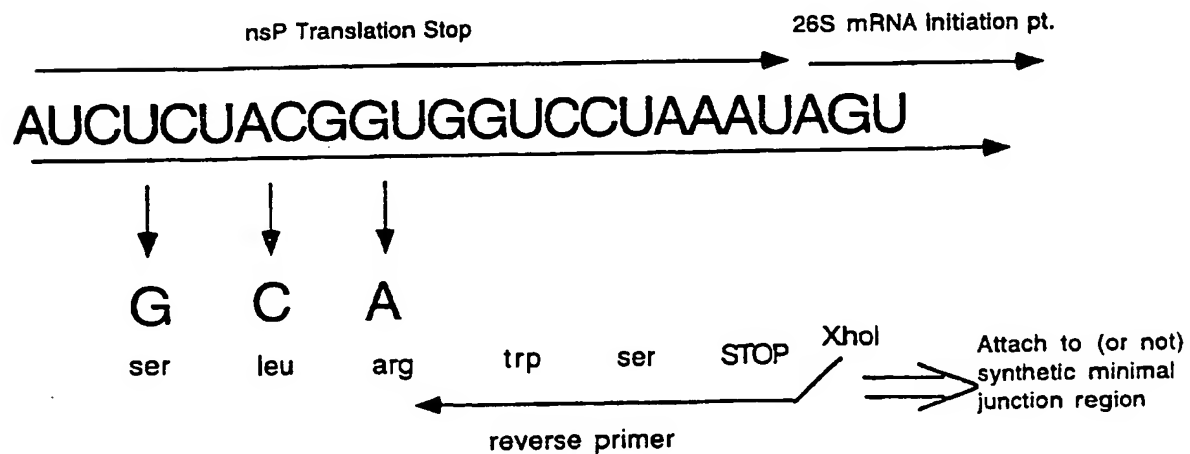 nsP Translation Stop
26S mRNA Initiation pt.
AUCUCUACGGUGGUCCUAAAUAGU
G C A
ser leu arg trp ser STOP XhoI
Attach to (or not)
synthetic minimal
junction region
reverse primer